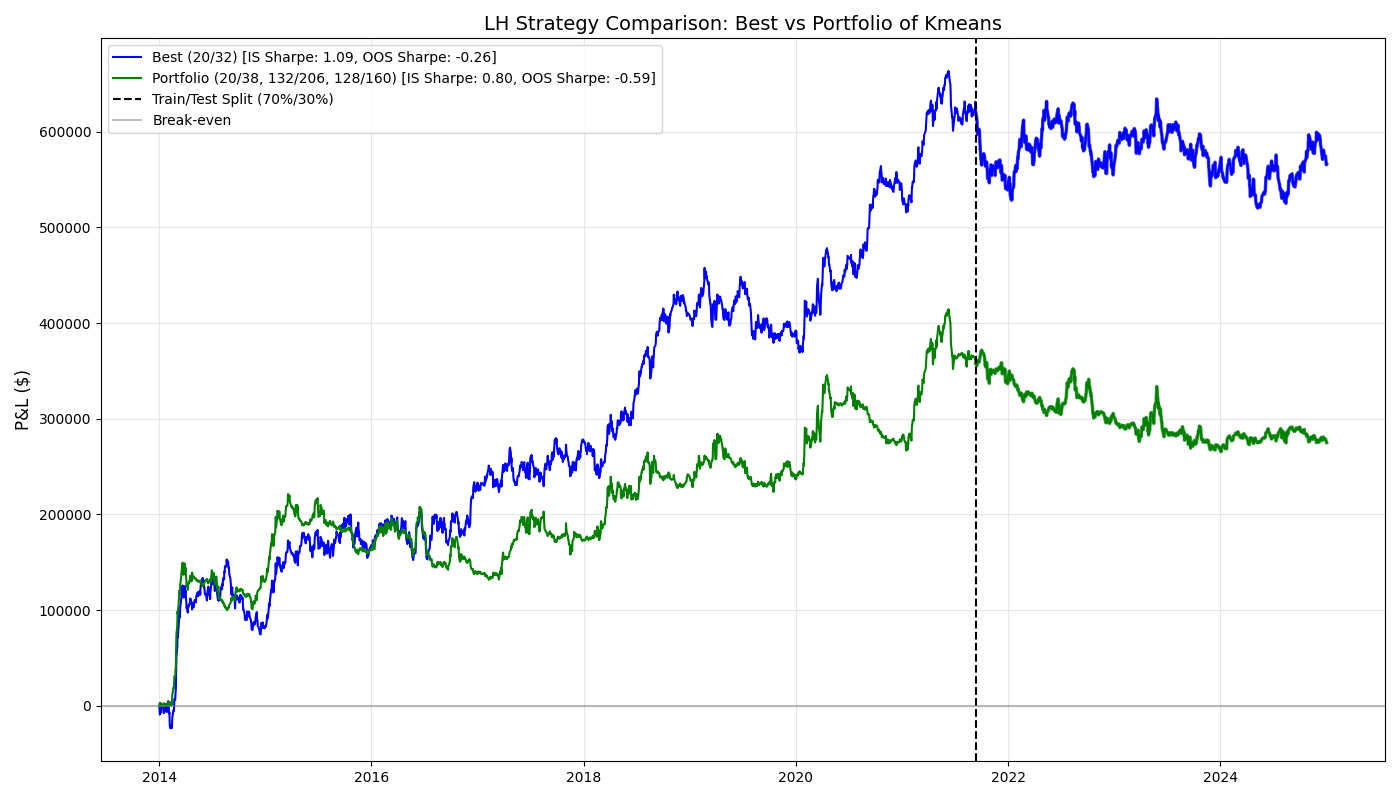 LH Strategy Comparison: Best vs Portfolio of Kmeans
Best (20/32) [IS Sharpe: 1.09, OOS Sharpe: -0.26]
Portfolio (20/38, 132/206, 128/160) [IS Sharpe: 0.80, OOS Sharpe: -0.59]
Train/Test Split (70%/30%)
Break-even
P&L ($)
600000
500000
400000
300000
200000
100000
0
2014 2016 2018 2020 2022 2024